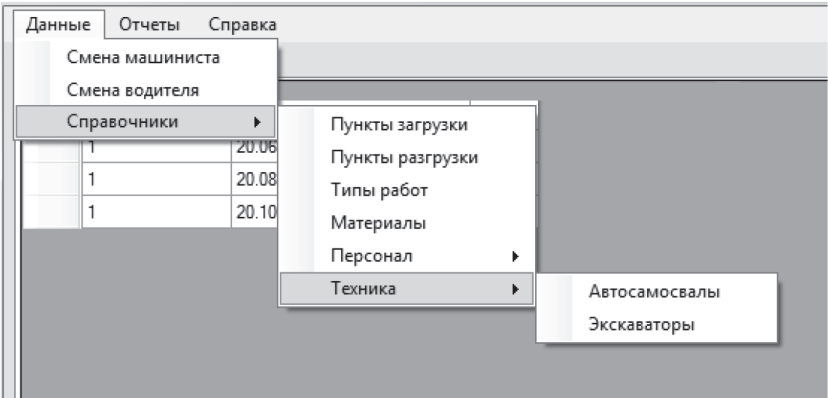 Данные Отчеты Справка
Смена машиниста
Смена водителя
Справочники
Пункты загрузки
Пункты разгрузки
Типы работ
Материалы
Персонал
Техника
Автосамосвалы
Экскаваторы
1 20.06
1 20.08
1 20.10